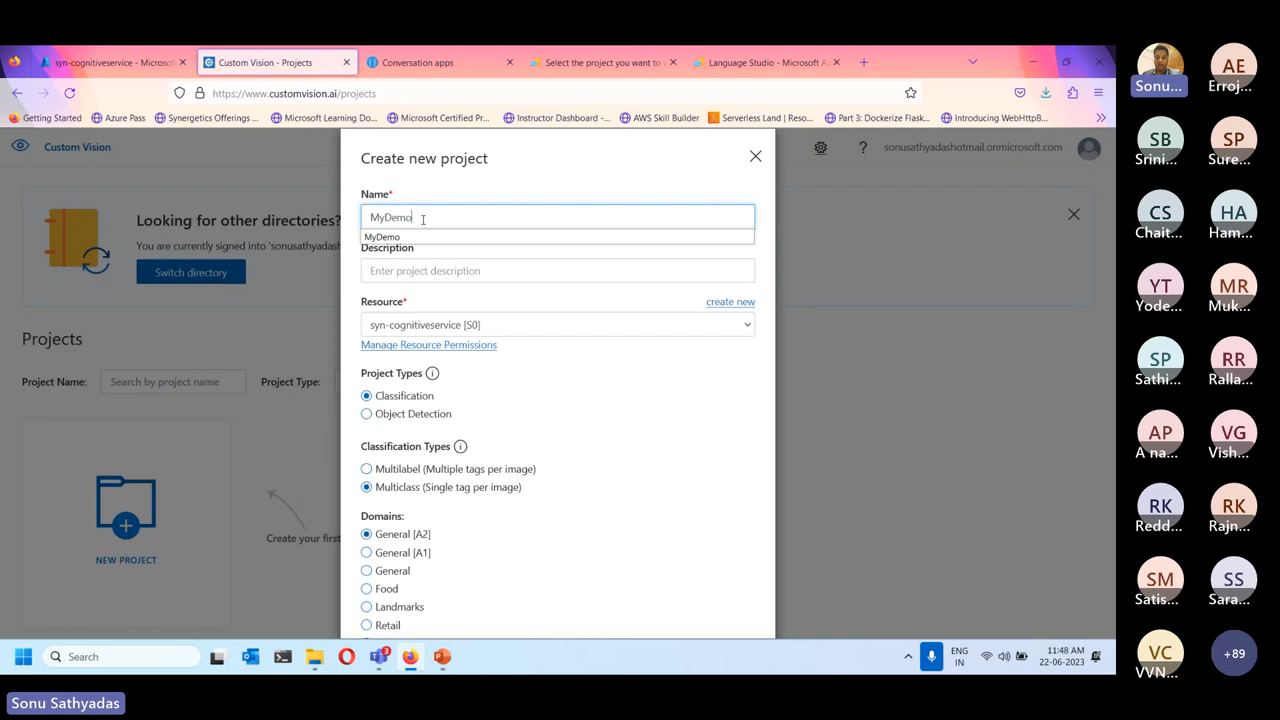 syn-cognitiveservice - Microsof
Custom Vision - Projects
Conversation apps
Select the project you want to
Language Studio - Microsoft A
https://www.customvision.ai/projects
Getting Started
Azure Pass
Synergetics Offerings ...
Microsoft Learning Do...
Microsoft Certified Pr...
Instructor Dashboard -...
AWS Skill Builder
Serverless Land | Reso...
Part 3: Dockerize Flask...
Introducing WebHttpB...
Custom Vision
sonusathyadashotmail.onmicrosoft.com
Looking for other directories?
You are currently signed into 'sonusathyadash
Switch directory
Projects
Project Name:
Search by project name
Project Type:
NEW PROJECT
Create your first
Create new project
Name*
MyDemo
MyDemo
Description
Enter project description
Resource*
create new
syn-cognitiveservice [S0]
Manage Resource Permissions
Project Types
Classification
Object Detection
Classification Types
Multilabel (Multiple tags per image)
Multiclass (Single tag per image)
Domains:
General [A2]
General [A1]
General
Food
Landmarks
Retail
Search
3
ENG
IN
11:48 AM
22-06-2023
Sonu Sathyadas
Sonu...
AE
Erroj...
SB
Srini...
SP
Sure...
CS
Chait...
HA
Ham...
YT
Yode...
MR
Muk...
SP
Sathi...
RR
Ralla...
AP
A na...
VG
Vish...
RK
Redd...
RK
Rajn...
SM
Satis...
SS
Sara...
VC
VVN...
+89